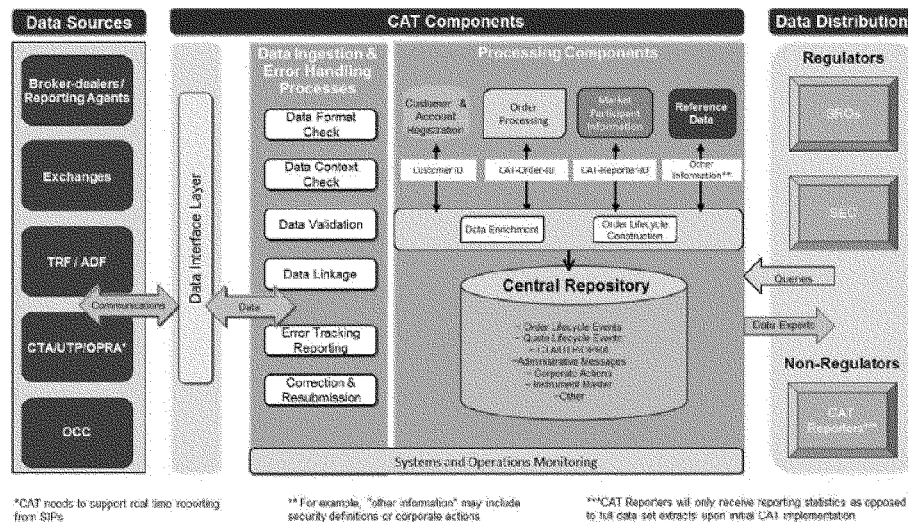 Data Sources
CAT Components
Data Distribution
Broker-dealers/
Reporting Agents
Exchanges
TRF / ADF
CTA/UTP/OPRA*
OCC
Communications
Data Interface Layer
Data
Data Ingestion &
Error Handling
Processes
Data Format
Check
Data Context
Check
Data Validation
Data Linkage
Error Tracking
Reporting
Correction &
Resubmission
Processing Components
Customer &
Account
Registration
Order
Processing
Market
Participant
Information
Reference
Data
Customer-ID
CAT-Order-ID
CAT-Reporter-ID
Other
Information**
Data Enrichment
Order Lifecycle
Construction
Central Repository
Order Lifecycle Events
Quote Lifecycle Events
Administrative Messages
Corporate Actions
Instrument Master
Other
Systems and Operations Monitoring
Regulators
SROs
SEC
Queries
Data Exports
Non-Regulators
CAT
Reporters***
*CAT needs to support real time reporting
from SIPs
** For example, "other information" may include
security definitions or corporate actions
***CAT Reporters will only receive reporting statistics as opposed
to full data set extracts upon initial CAT implementation